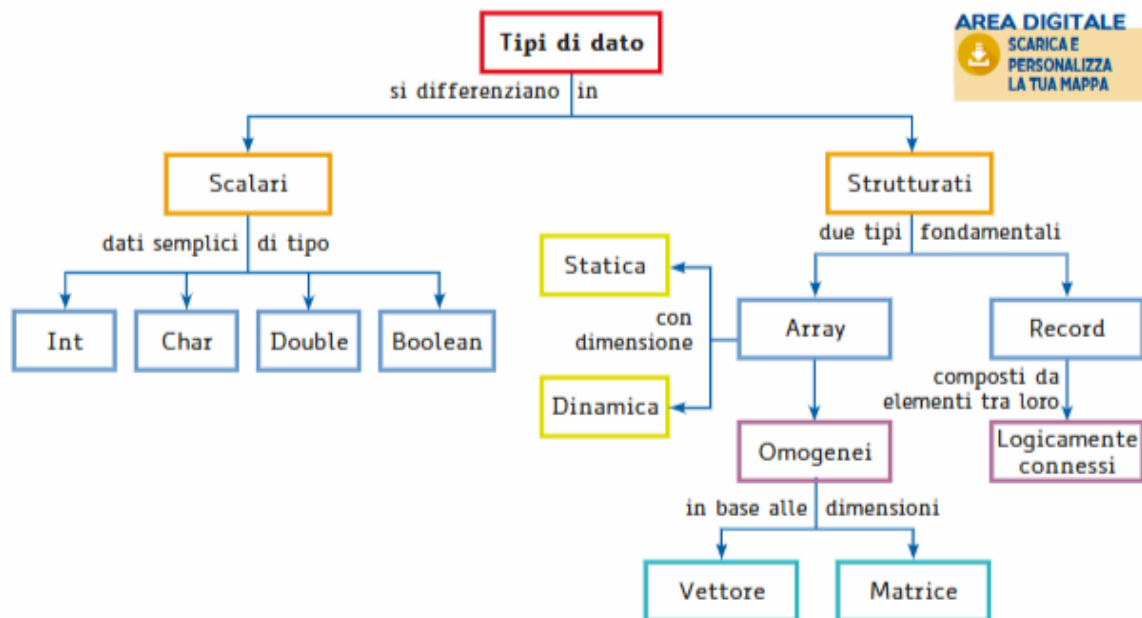 Tipi di dato
AREA DIGITALE
SCARICA E
PERSONALIZZA
LA TUA MAPPA
si differenziano in
Scalari
Strutturati
dati semplici di tipo
due tipi fondamentali
Int
Char
Double
Boolean
Statica
con
dimensione
Dinamica
Array
Record
composti da
elementi tra loro
Omogenei
Logicamente
connessi
in base alle dimensioni
Vettore
Matrice